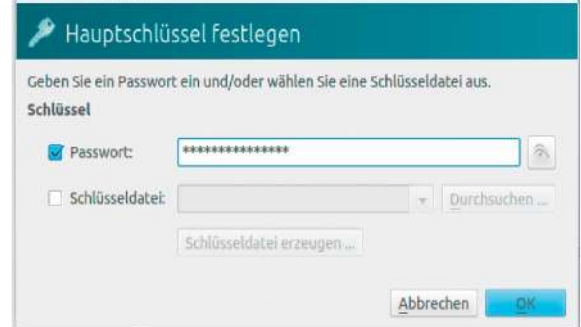 Hauptschlüssel festlegen
Geben Sie ein Passwort ein und/oder wählen Sie eine Schlüsseldatei aus.
Schlüssel
Passwort: ***************
Schlüsseldatei: Durchsuchen ...
Schlüsseldatei erzeugen ...
Abbrechen OK